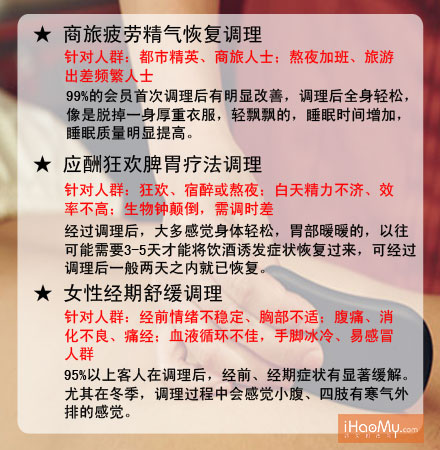 ★ 商旅疲劳精气恢复调理
针对人群：都市精英、商旅人士；熬夜加班、旅游
出差频繁人士
99%的会员首次调理后有明显改善，调理后全身轻松，
像是脱掉一身厚重衣服，轻飘飘的，睡眠时间增加，
睡眠质量明显提高。
★ 应酬狂欢脾胃疗法调理
针对人群：狂欢、宿醉或熬夜；白天精力不济、效
率不高；生物钟颠倒，需调时差
经过调理后，大多感觉身体轻松，胃部暖暖的，以往
可能需要3-5天才能将饮酒诱发症状恢复过来，可经过
调理后一般两天之内就已恢复。
★ 女性经期舒缓调理
针对人群：经前情绪不稳定、胸部不适；腹痛、消
化不良、痛经；血液循环不佳，手脚冰冷、易感冒
人群
95%以上客人在调理后，经前、经期症状有显著缓解。
尤其在冬季，调理过程中会感觉小腹、四肢有寒气外
排的感觉。
iHaoMy.com